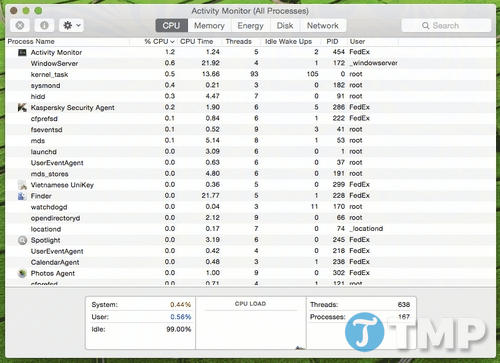 Activity Monitor (All Processes)
CPU Memory Energy Disk Network Search
Process Name % CPU CPU Time Threads Idle Wake Ups PID User
Activity Monitor 1.2 1.24 5 2 454 FedEx
WindowServer 0.6 21.92 4 1 172 _windowserver
kernel_task 0.5 13.66 93 105 0 root
sysmond 0.4 0.21 3 0 182 root
hidd 0.3 4.47 7 0 91 root
Kaspersky Security Agent 0.2 1.90 6 5 286 FedEx
cfprefsd 0.1 0.84 6 1 222 FedEx
fseventsd 0.1 0.52 9 3 41 root
mds 0.1 5.14 8 1 53 root
launchd 0.1 3.09 6 0 1 root
UserEventAgent 0.0 0.63 3 0 37 root
mds_stores 0.0 4.80 6 0 191 root
Vietnamese UniKey 0.0 0.36 5 0 299 FedEx
Finder 0.0 21.77 5 1 228 FedEx
watchdogd 0.0 0.04 3 11 170 root
opendirectoryd 0.0 2.12 9 0 66 root
locationd 0.0 0.17 5 0 74 _locationd
Spotlight 0.0 3.19 6 0 245 FedEx
UserEventAgent 0.0 0.42 4 0 218 FedEx
CalendarAgent 0.0 0.48 3 1 238 FedEx
Photos Agent 0.0 1.00 9 0 302 FedEx
System: 0.44% CPU LOAD Threads: 638
User: 0.56% Processes: 167
Idle: 99.00%
TMP